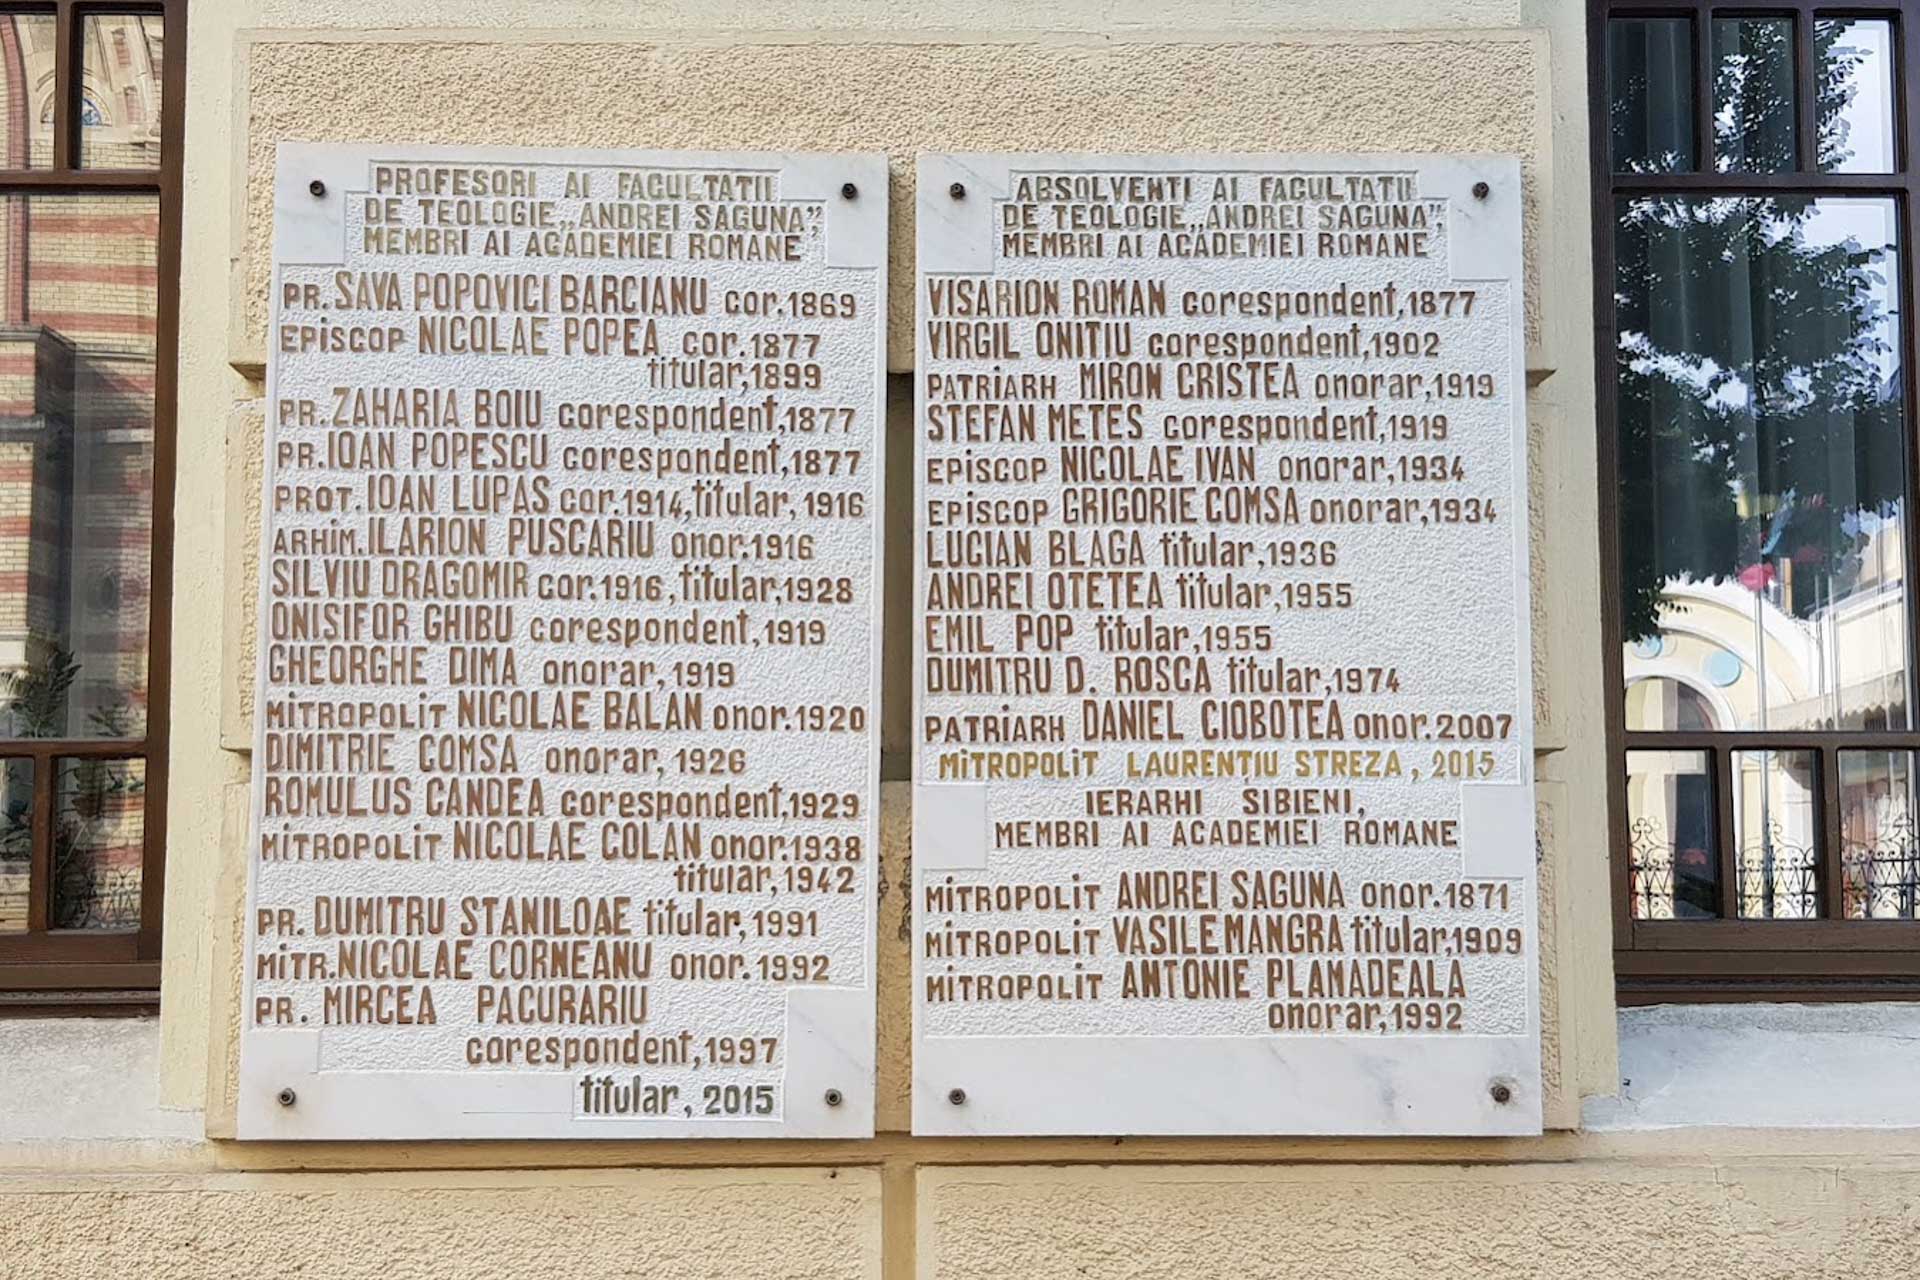 PROFESORI AI FACULTATII
DE TEOLOGIE „ANDREI SAGUNA”,
MEMBRI AI ACADEMIEI ROMANE
PR. SAVA POPOVICI BARCIANU cor.1869
EPISCOP NICOLAE POPEA cor.1877
titular,1899
PR. ZAHARIA BOIU corespondent,1877
PR. IOAN POPESCU corespondent,1877
PROT. IOAN LUPAS cor.1914, titular, 1916
ARHIM. ILARION PUSCARIU onor.1916
SILVIU DRAGOMIR cor.1916, titular,1928
ONISIFOR GHIBU corespondent, 1919
GHEORGHE DIMA onorar, 1919
MITROPOLIT NICOLAE BALAN onor.1920
DIMITRIE COMSA onorar, 1926
ROMULUS CANDEA corespondent,1929
MITROPOLIT NICOLAE COLAN onor.1938
titular,1942
PR. DUMITRU STANILOAE titular,1991
MITR. NICOLAE CORNEANU onor.1992
PR. MIRCEA PACURARIU
corespondent,1997
titular, 2015
ABSOLVENTI AI FACULTATII
DE TEOLOGIE „ANDREI SAGUNA”,
MEMBRI AI ACADEMIEI ROMANE
VISARION ROMAN corespondent,1877
VIRGIL ONITIU corespondent,1902
PATRIARH MIRON CRISTEA onorar,1919
STEFAN METES corespondent,1919
EPISCOP NICOLAE IVAN onorar,1934
EPISCOP GRIGORIE COMSA onorar,1934
LUCIAN BLAGA titular,1936
ANDREI OTETEA titular,1955
EMIL POP titular,1955
DUMITRU D. ROSCA titular,1974
PATRIARH DANIEL CIOBOTEA onor.2007
MITROPOLIT LAURENȚIU STREZA, 2015
IERARHI SIBIENI,
MEMBRI AI ACADEMIEI ROMANE
MITROPOLIT ANDREI SAGUNA onor.1871
MITROPOLIT VASILE MANGRA titular,1909
MITROPOLIT ANTONIE PLAMADEALA
onorar,1992